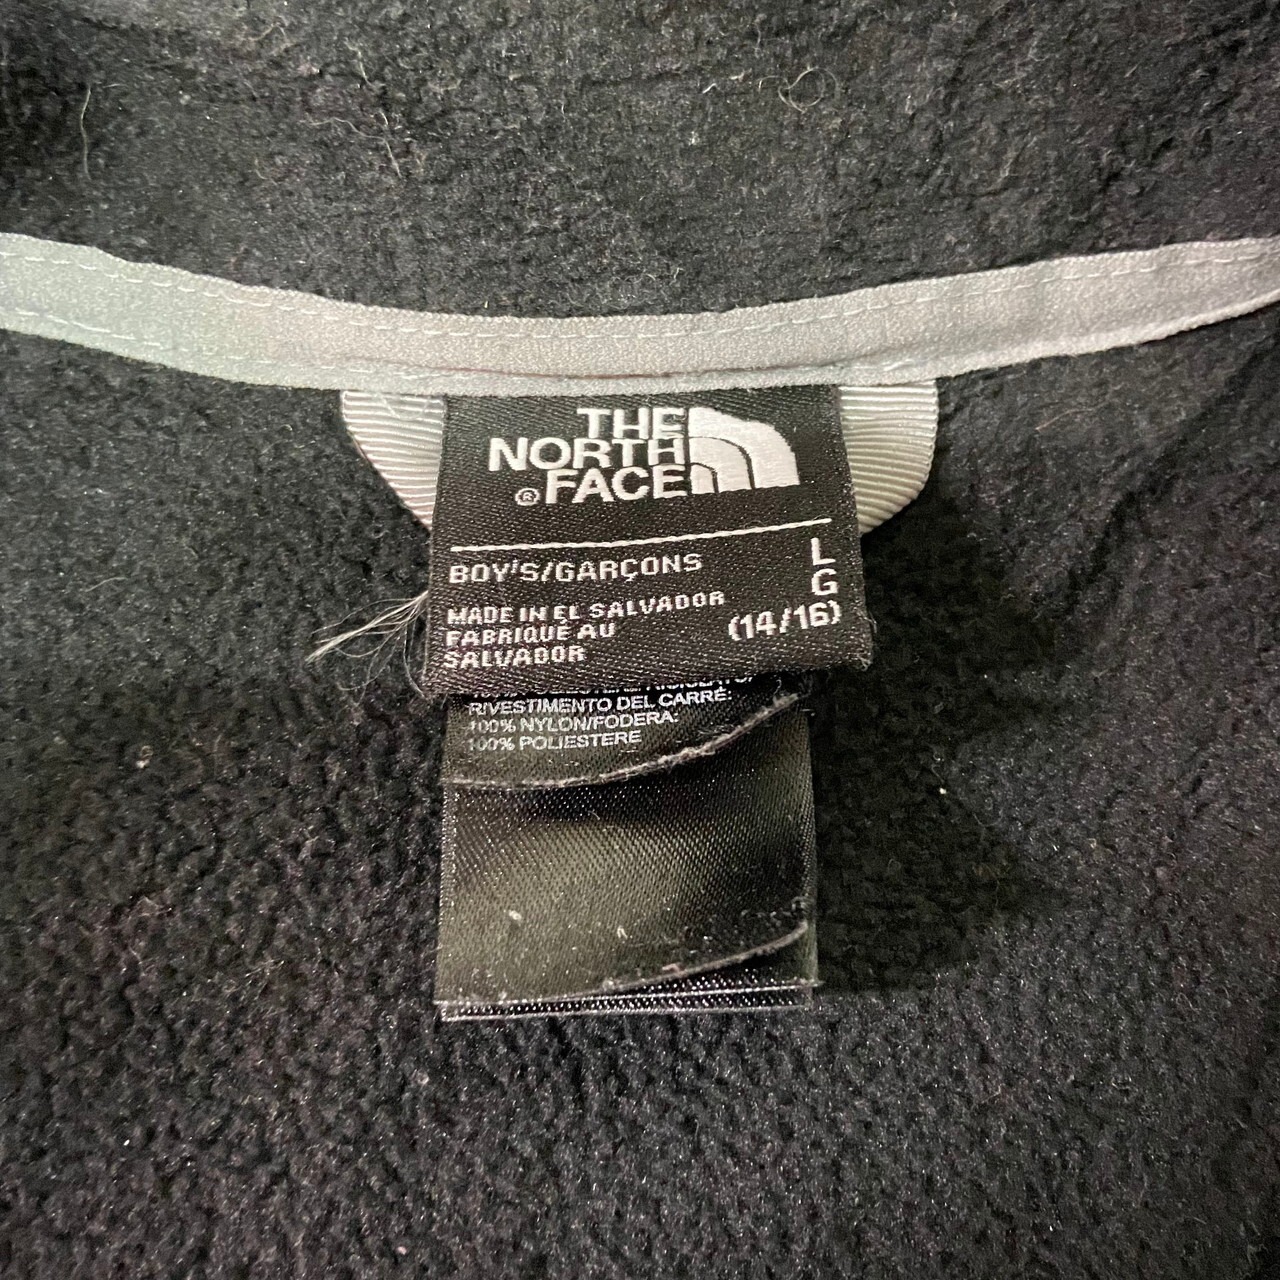 THE
NORTH
®FACE
BOY'S/GARÇONS
L
G
(14/16)
MADE IN EL SALVADOR
FABRIQUÉ AU
SALVADOR
RIVESTIMENTO DEL CARRÈ:
100% NYLON/FODERA:
100% POLIESTERE